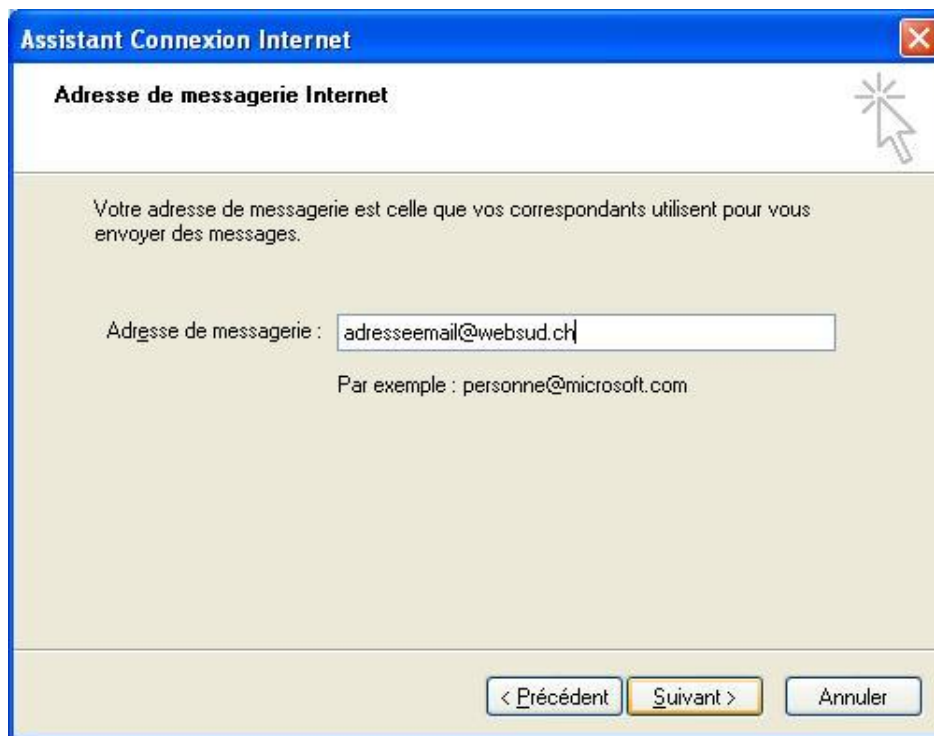 Assistant Connexion Internet
Adresse de messagerie Internet
Votre adresse de messagerie est celle que vos correspondants utilisent pour vous
envoyer des messages.
Adresse de messagerie : adresseemail@websud.ch
Par exemple : personne@microsoft.com
< Précédent Suivant > Annuler